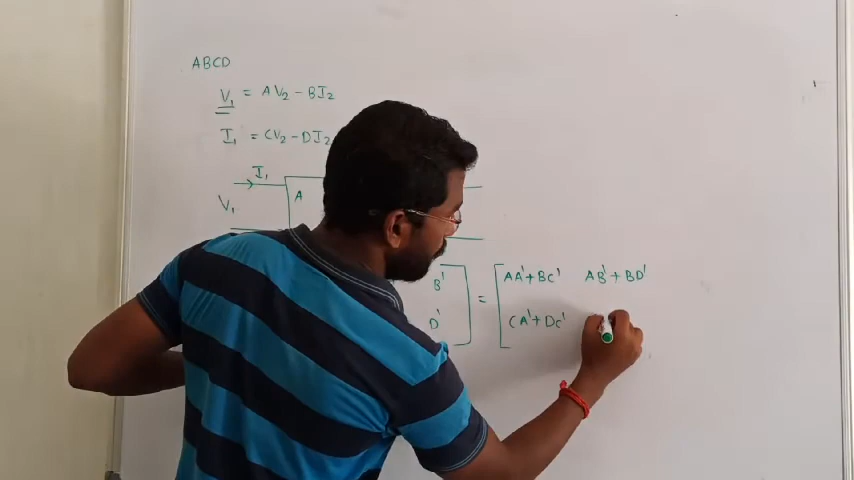 ABCD
V₁ = AV₂ - BI₂
I₁ = CV₂ - DI₂
I₁
V₁ A
B' = AA' + BC' AB' + BD'
D' CA' + DC'